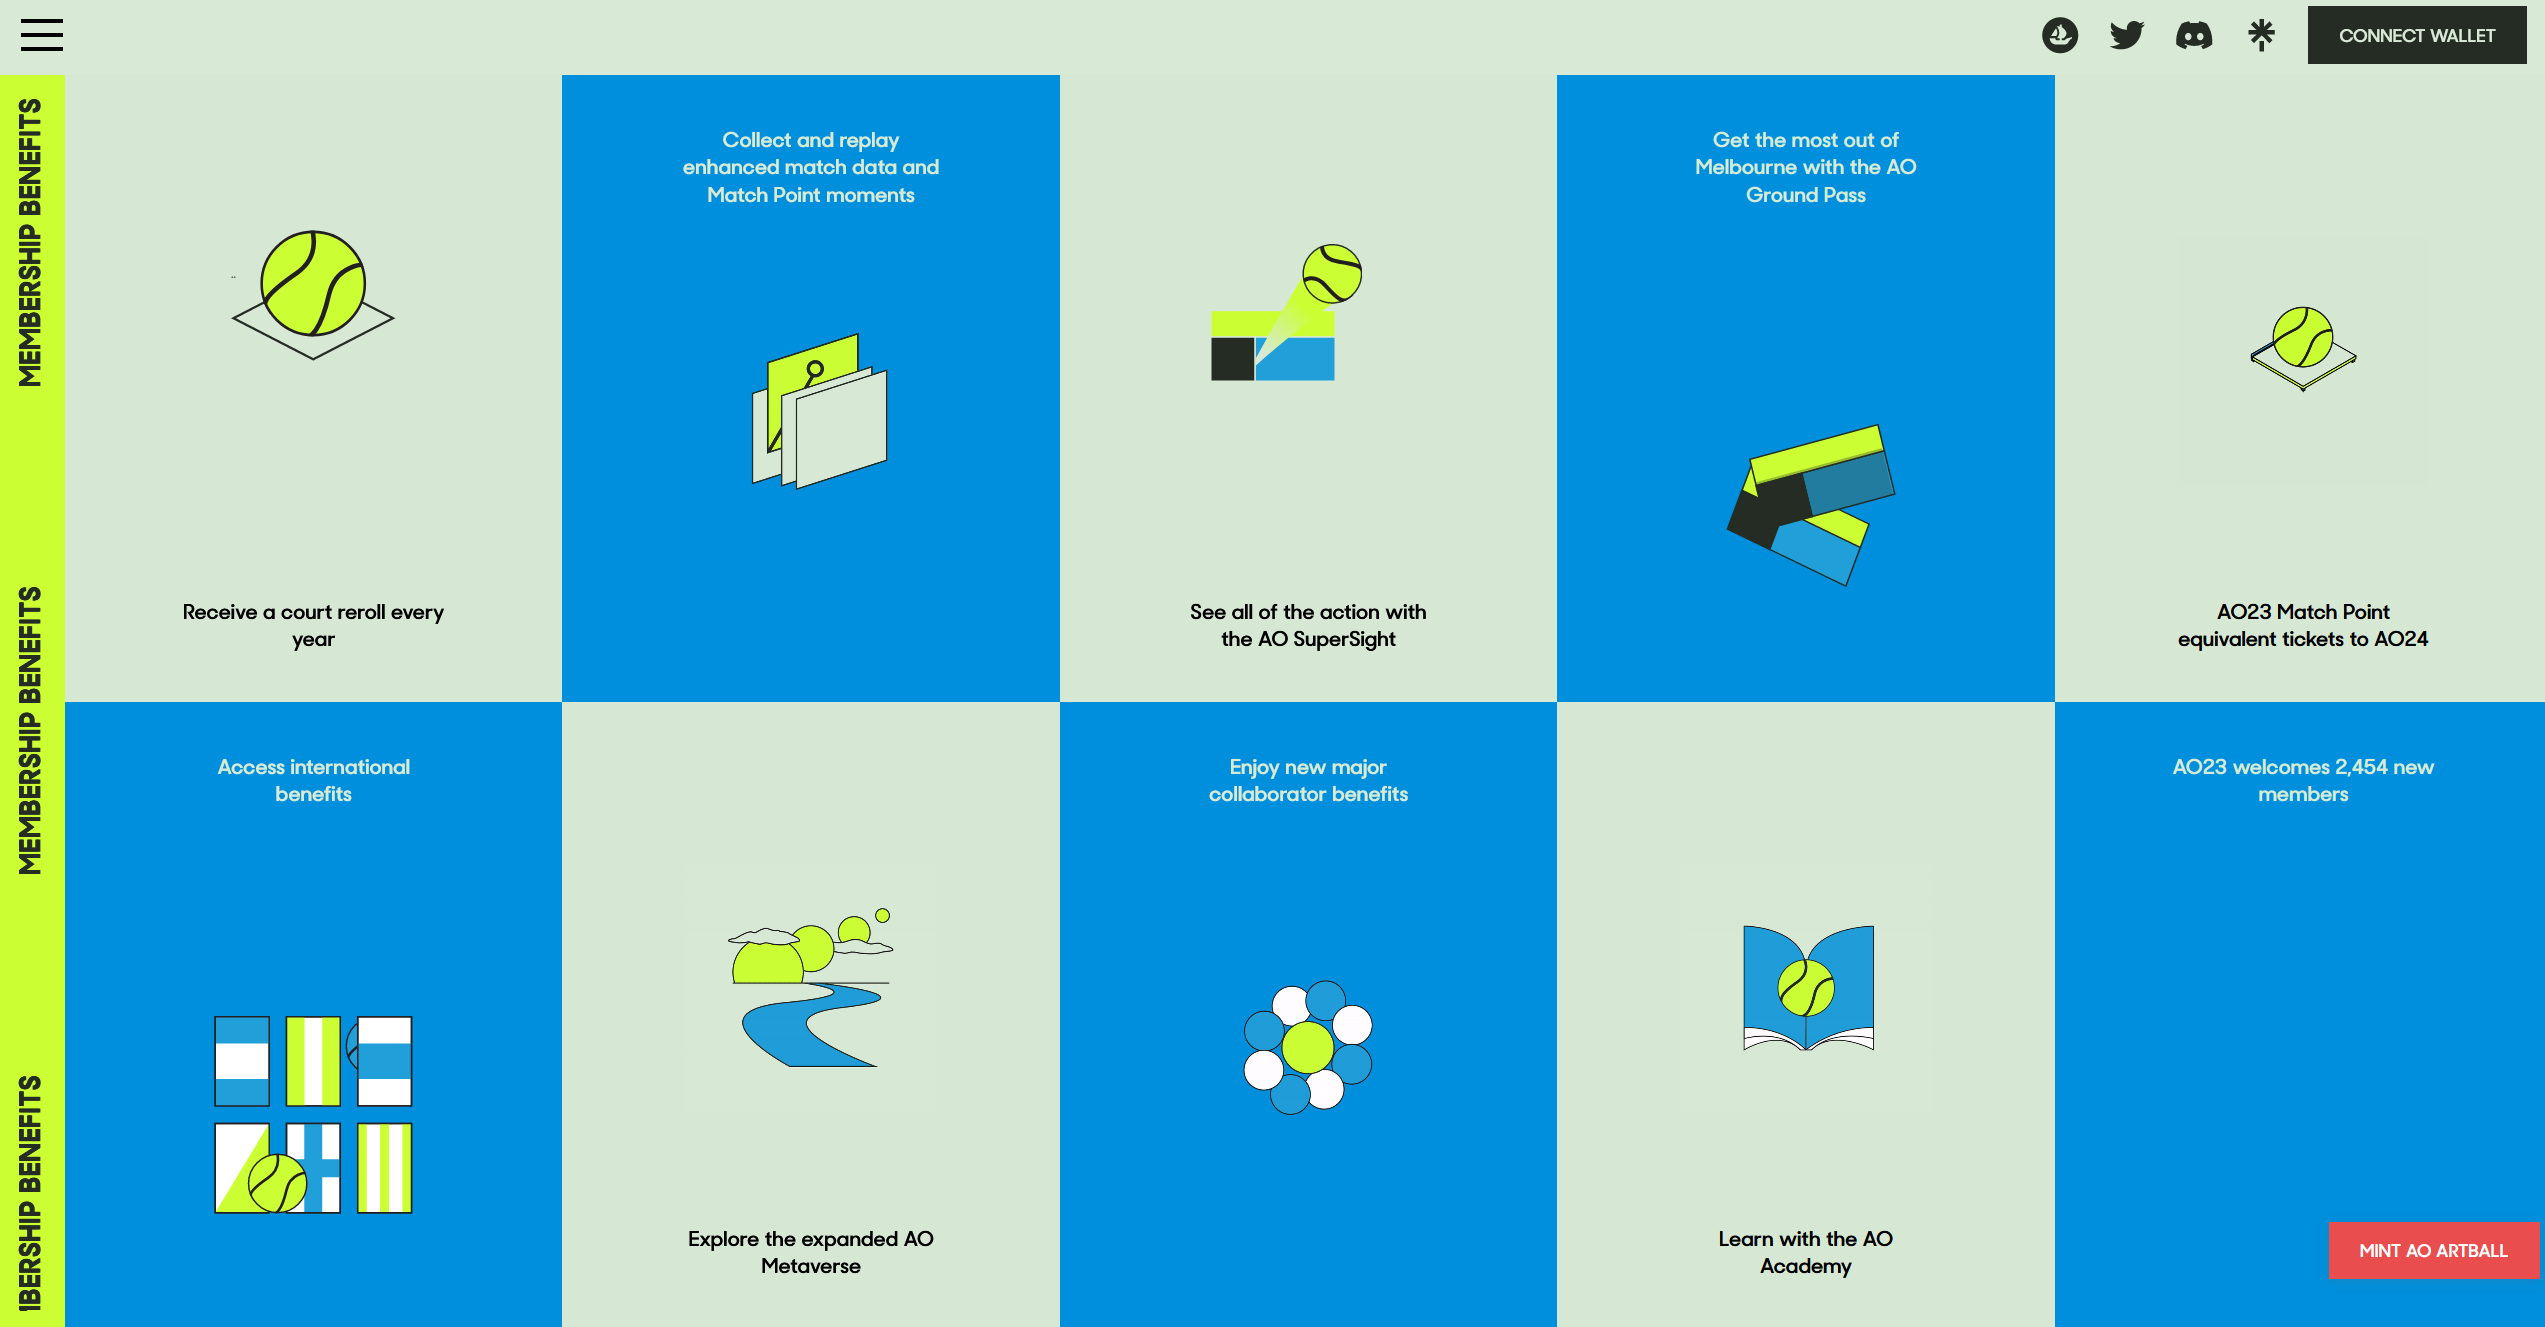 CONNECT WALLET
MEMBERSHIP BENEFITS
MEMBERSHIP BENEFITS
BERSHIP BENEFITS
Receive a court reroll every
year
Collect and replay
enhanced match data and
Match Point moments
See all of the action with
the AO SuperSight
Get the most out of
Melbourne with the AO
Ground Pass
AO23 Match Point
equivalent tickets to AO24
Access international
benefits
Explore the expanded AO
Metaverse
Enjoy new major
collaborator benefits
Learn with the AO
Academy
AO23 welcomes 2,454 new
members
MINT AO ARTBALL